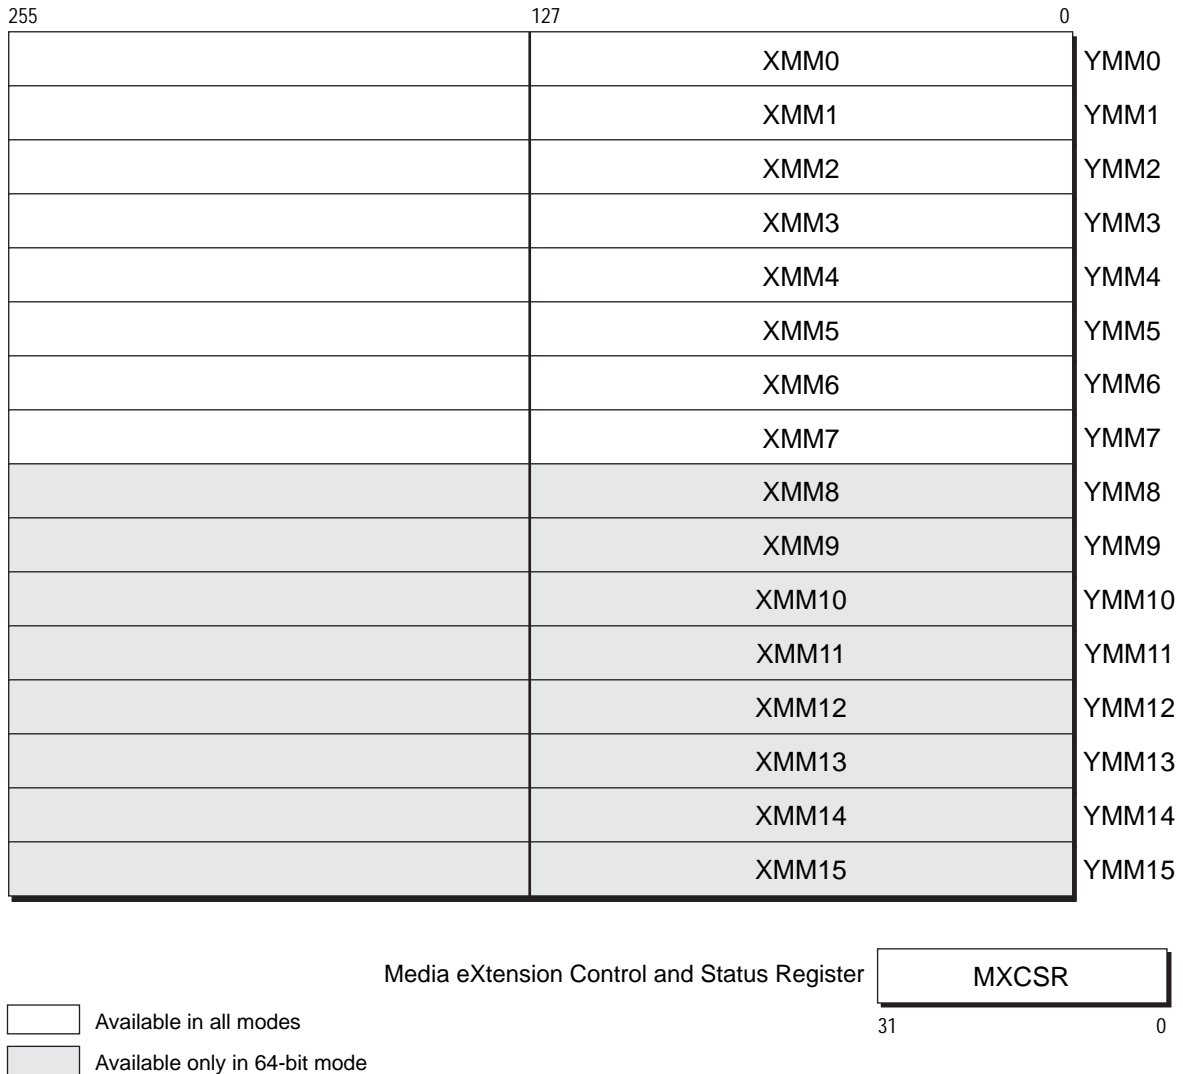 255 127 0
XMM0 YMM0
XMM1 YMM1
XMM2 YMM2
XMM3 YMM3
XMM4 YMM4
XMM5 YMM5
XMM6 YMM6
XMM7 YMM7
XMM8 YMM8
XMM9 YMM9
XMM10 YMM10
XMM11 YMM11
XMM12 YMM12
XMM13 YMM13
XMM14 YMM14
XMM15 YMM15
Media eXtension Control and Status Register MXCSR
31 0
Available in all modes
Available only in 64-bit mode